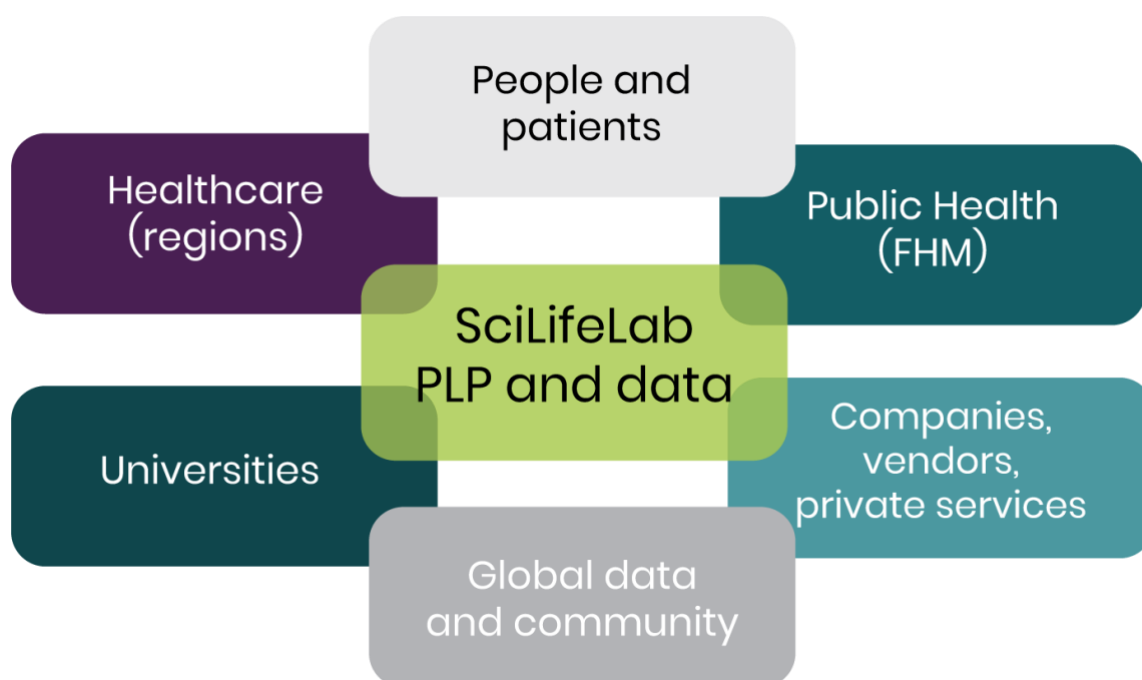 People and
patients
Healthcare
(regions)
Public Health
(FHM)
SciLifeLab
PLP and data
Universities
Companies,
vendors,
private services
Global data
and community